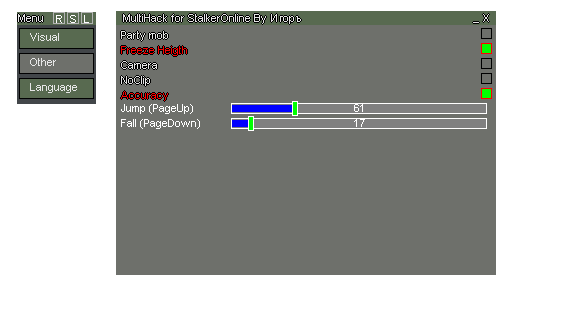 Menu R S L
Visual
Other
Language
MultiHack for StalkerOnline By Игорь _ X
Party mob
Freeze Heigth
Camera
NoClip
Accuracy
Jump (PageUp) 61
Fall (PageDown) 17